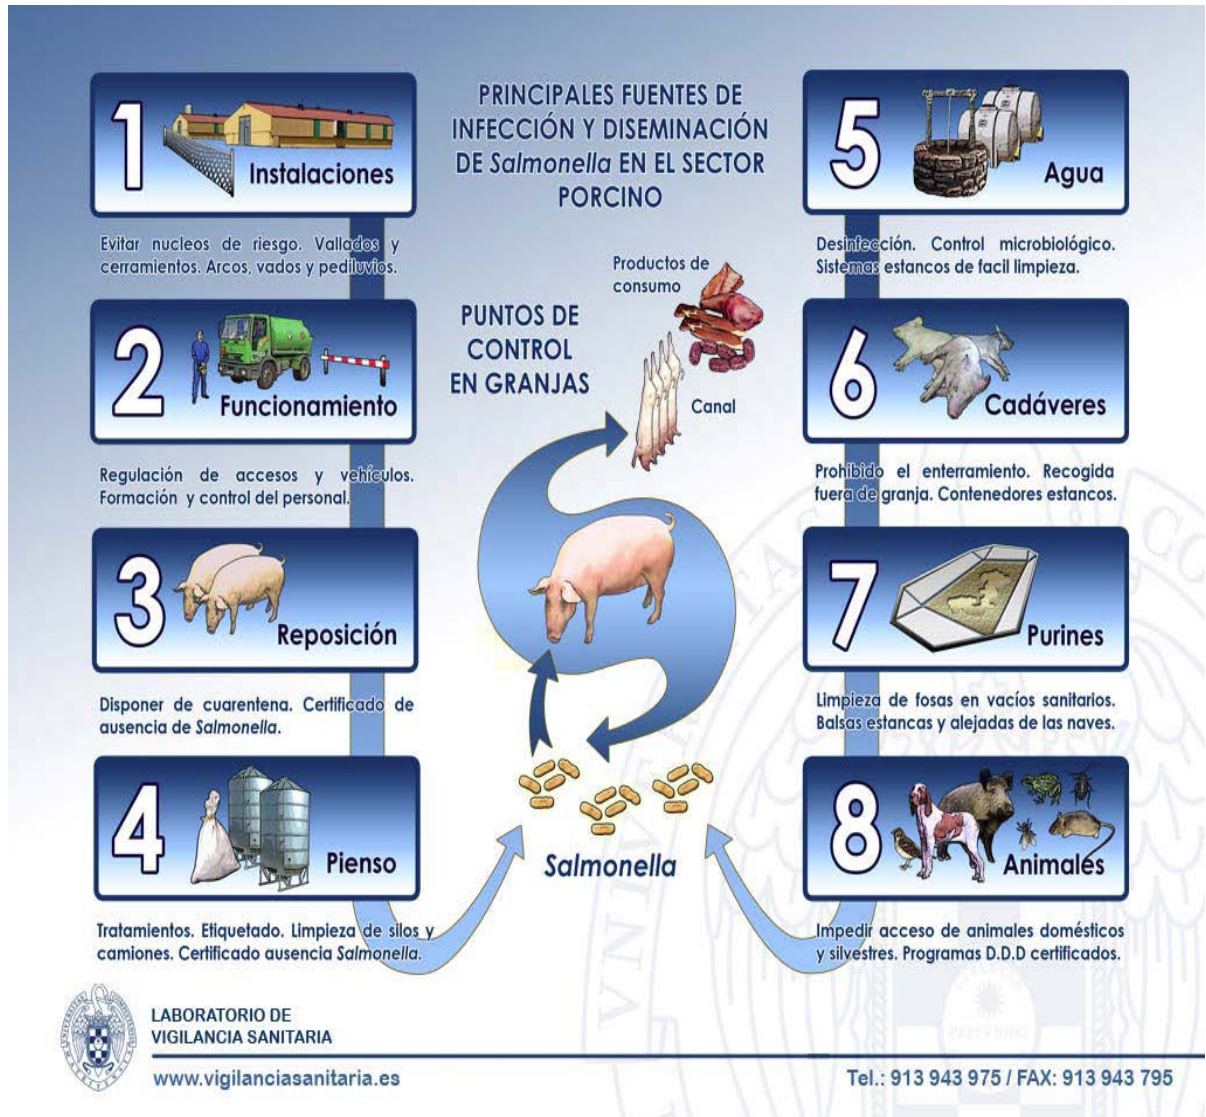 PRINCIPALES FUENTES DE
INFECCIÓN Y DISEMINACIÓN
DE Salmonella EN EL SECTOR
PORCINO
1
Instalaciones
Evitar nucleos de riesgo. Vallados y
cerramientos. Arcos, vados y pediluvios.
2
Funcionamiento
Regulación de accesos y vehículos.
Formación y control del personal.
3
Reposición
Disponer de cuarentena. Certificado de
ausencia de Salmonella.
4
Pienso
Tratamientos. Etiquetado. Limpieza de silos y
camiones. Certificado ausencia Salmonella.
PUNTOS DE
CONTROL
EN GRANJAS
Productos de
consumo
Canal
Salmonella
5
Agua
Desinfección. Control microbiológico.
Sistemas estancos de facil limpieza.
6
Cadáveres
Prohibido el enterramiento. Recogida
fuera de granja. Contenedores estancos.
7
Purines
Limpieza de fosas en vacíos sanitarios.
Balsas estancas y alejadas de las naves.
8
Animales
Impedir acceso de animales domésticos
y silvestres. Programas D.D.D certificados.
LABORATORIO DE
VIGILANCIA SANITARIA
www.vigilanciasanitaria.es
Tel.: 913 943 975 / FAX: 913 943 795